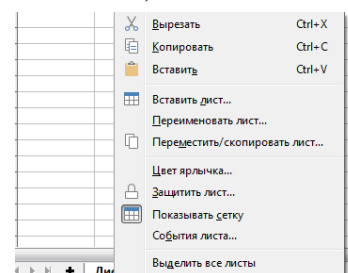 Вырезать Ctrl+X
Копировать Ctrl+C
Вставить Ctrl+V
Вставить лист...
Переименовать лист...
Переместить/скопировать лист...
Цвет ярлычка...
Защитить лист...
Показывать сетку
События листа...
Выделить все листы